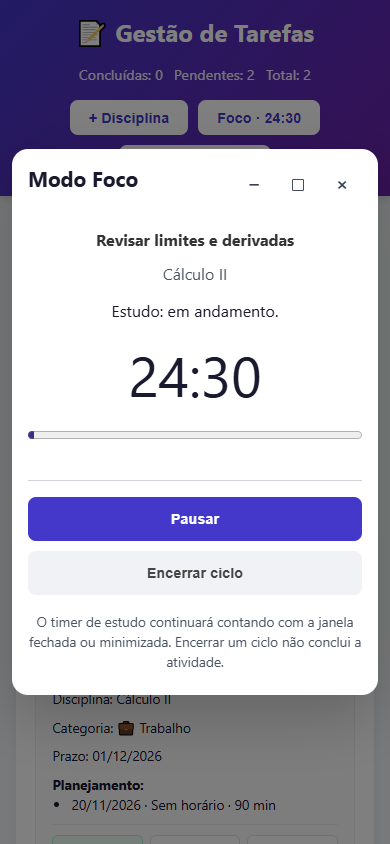 📝 Gestão de Tarefas
Concluídas: 0 Pendentes: 2 Total: 2
+ Disciplina Foco · 24:30
Modo Foco
Revisar limites e derivadas
Cálculo II
Estudo: em andamento.
24:30
Pausar
Encerrar ciclo
O timer de estudo continuará contando com a janela
fechada ou minimizada. Encerrar um ciclo não conclui a
atividade.
Disciplina: Cálculo II
Categoria: 💼 Trabalho
Prazo: 01/12/2026
Planejamento:
• 20/11/2026 · Sem horário · 90 min